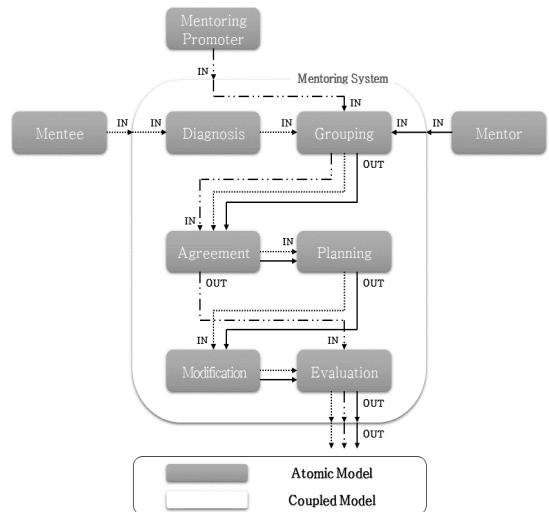 Mentoring
Promoter
IN
Mentoring System
IN
Mentee
IN
IN
Diagnosis
IN
Grouping
IN
IN
Mentor
OUT
IN
Agreement
IN
Planning
OUT
OUT
IN
IN
Modification
Evaluation
OUT
OUT
Atomic Model
Coupled Model